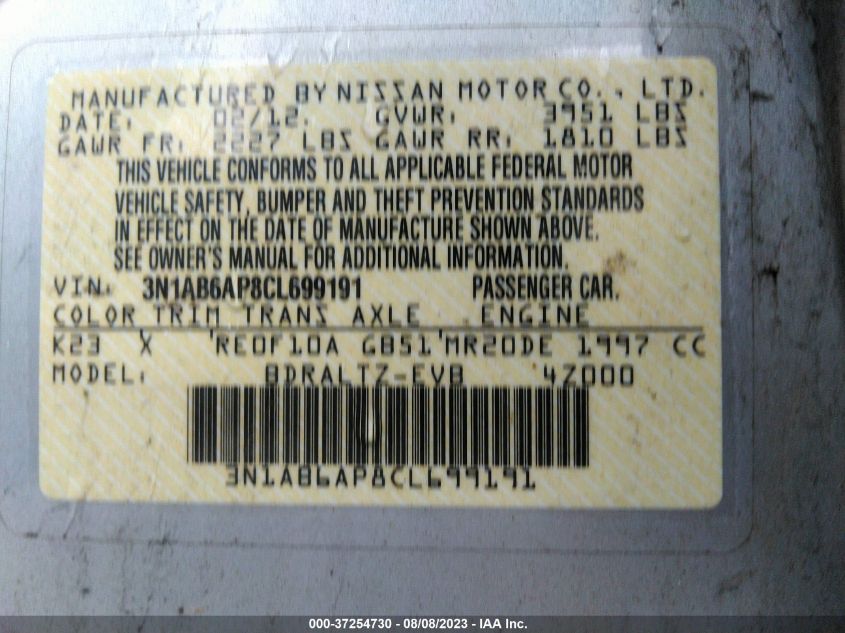 MANUFACTURED BY NISSAN MOTOR CO., LTD.
DATE: 02/12 GVWR: 3951 LBS
GAWR FR: 2227 LBS GAWR RR: 1810 LBS
THIS VEHICLE CONFORMS TO ALL APPLICABLE FEDERAL MOTOR
VEHICLE SAFETY, BUMPER AND THEFT PREVENTION STANDARDS
IN EFFECT ON THE DATE OF MANUFACTURE SHOWN ABOVE.
SEE OWNER'S MANUAL FOR ADDITIONAL INFORMATION.
VIN: 3N1AB6AP8CL699191 PASSENGER CAR.
COLOR TRIM TRANS AXLE ENGINE
K23 X RE0F10A GB51 MR20DE 1997 CC
MODEL: BDRALTZ-EVB 4Z000
3N1AB6AP8CL699191
000-37254730 - 08/08/2023 - IAA Inc.